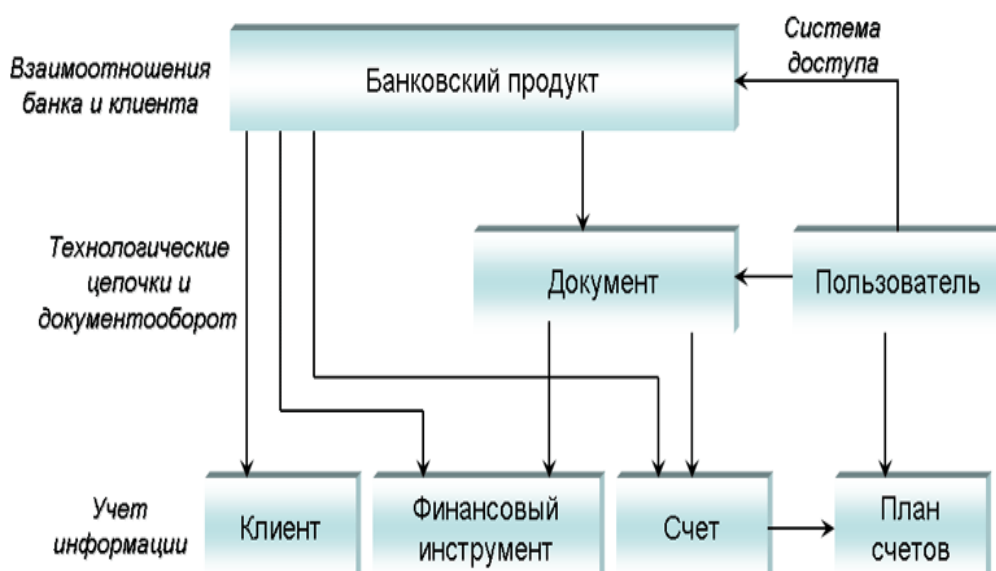 Система
доступа
Взаимоотношения
банка и клиента
Банковский продукт
Технологические
цепочки и
документооборот
Документ
Пользователь
Учет
информации
Клиент
Финансовый
инструмент
Счет
План
счетов